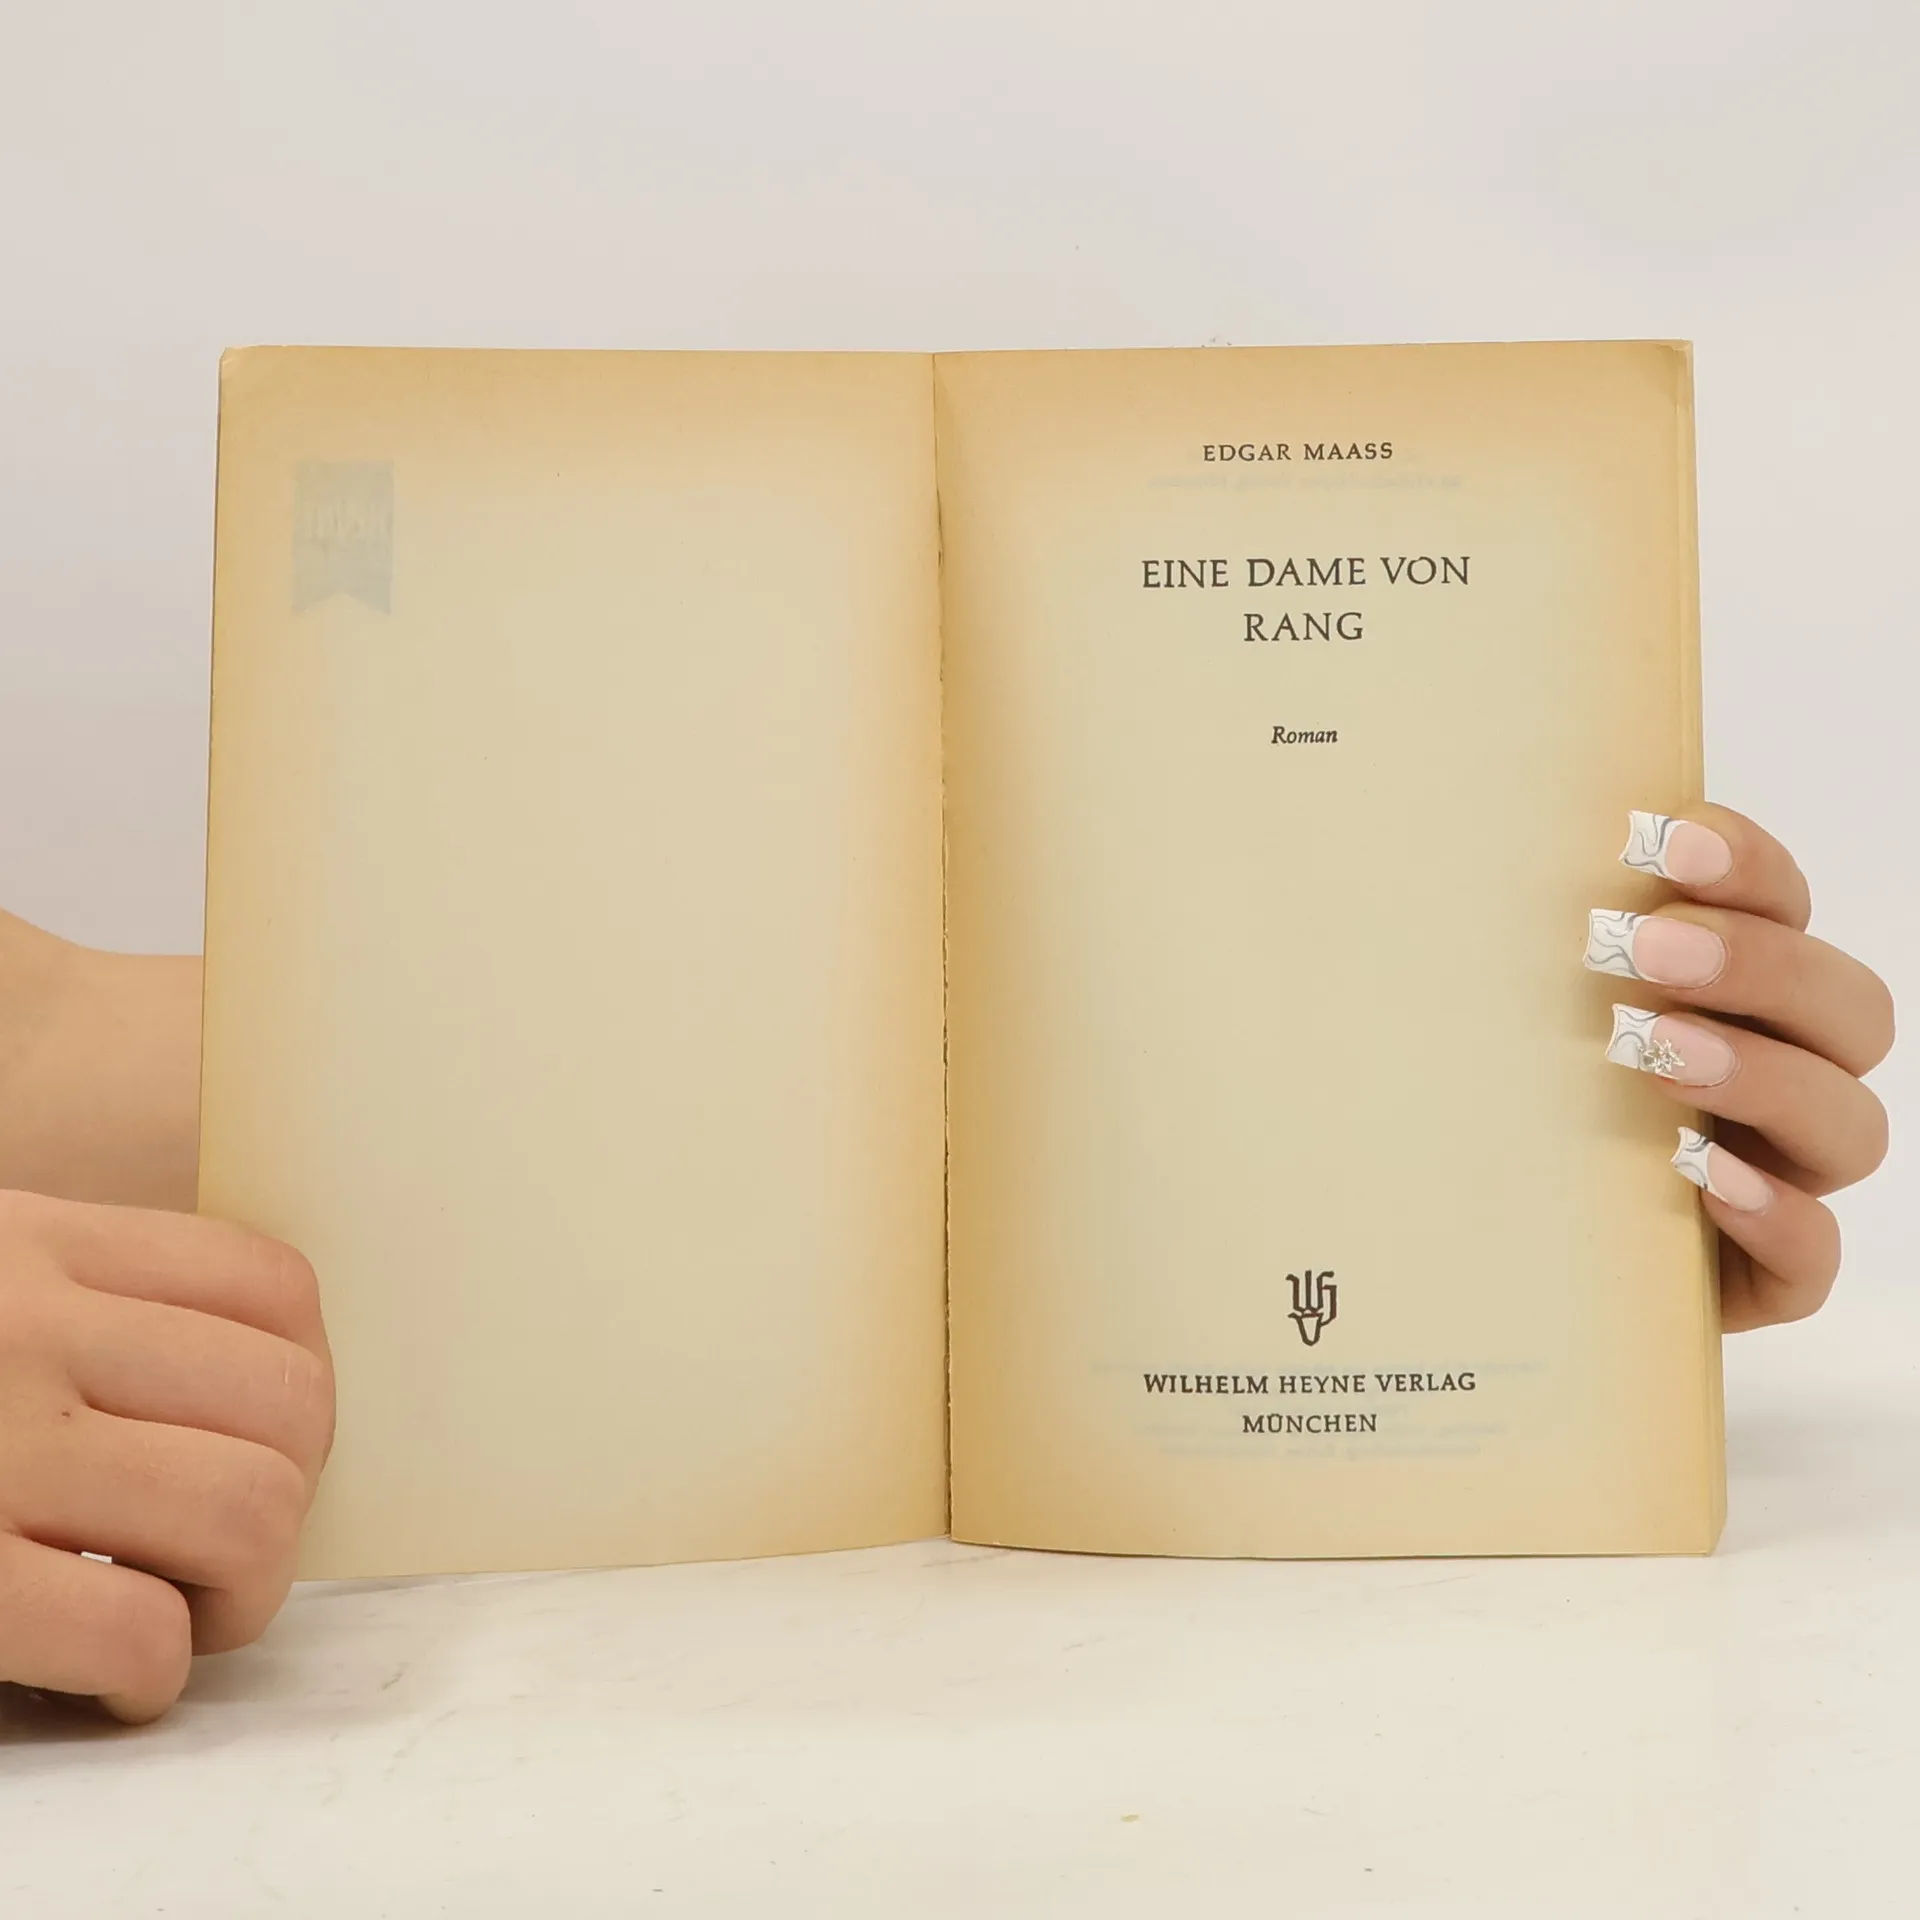 EDGAR MAASS
EINE DAME VON
RANG
Roman
WILHELM HEYNE VERLAG
MÜNCHEN